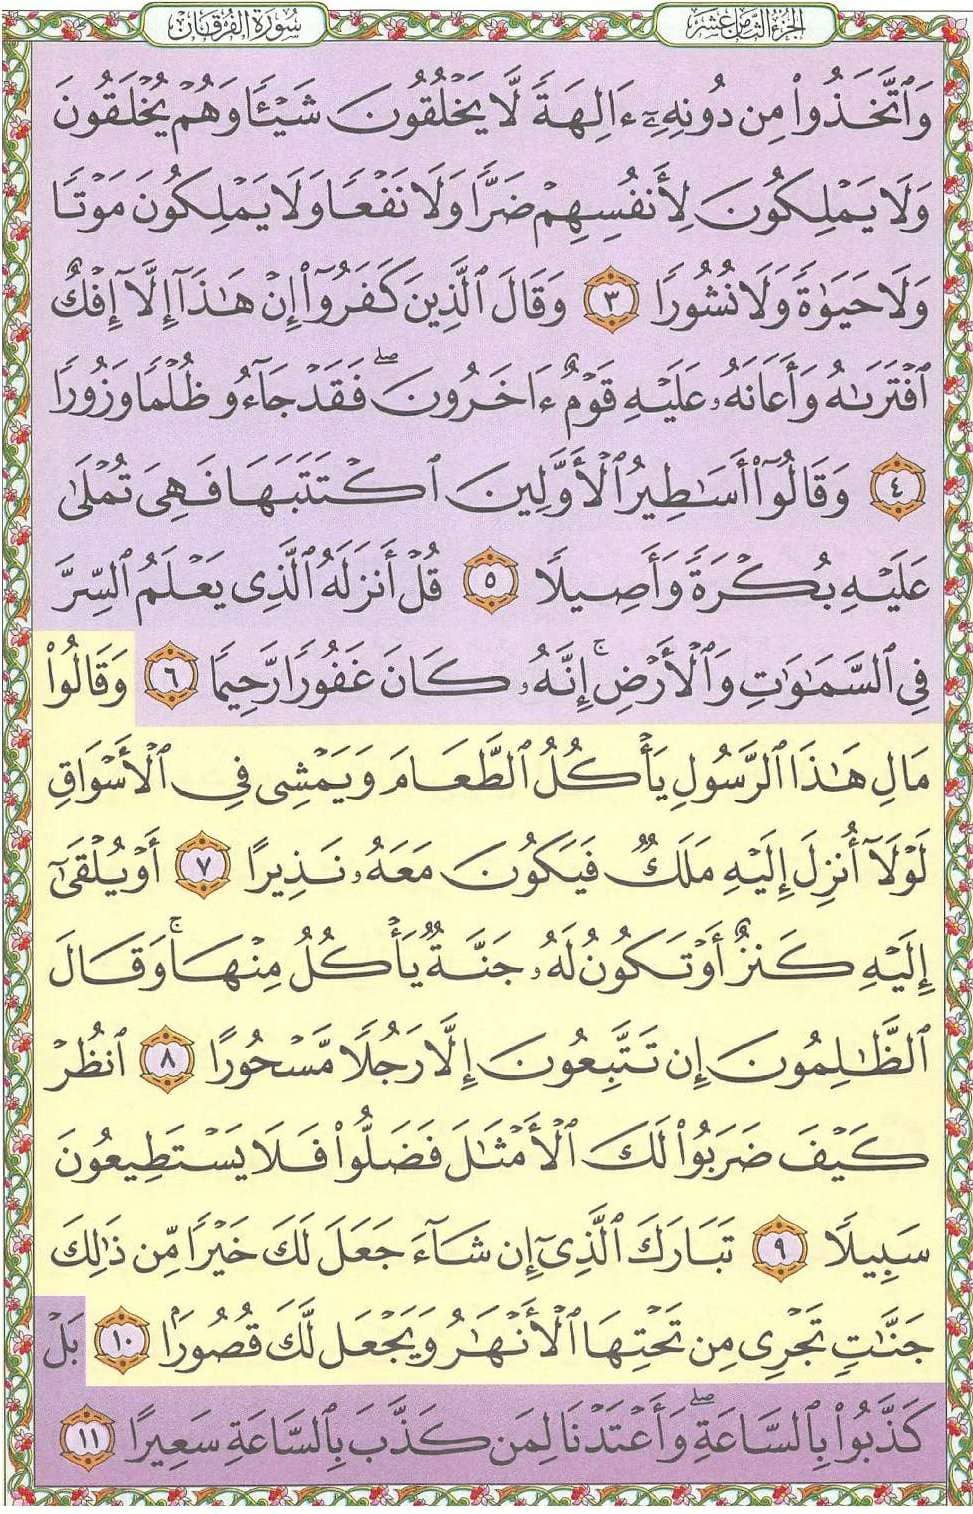 الجزء الثامن عشر
سورة الفرقان
وَٱتَّخَذُوا۟ مِن دُونِهِۦٓ ءَالِهَةً لَّا يَخْلُقُونَ شَيْـًٔا وَهُمْ يُخْلَقُونَ
وَلَا يَمْلِكُونَ لِأَنفُسِهِمْ ضَرًّا وَلَا نَفْعًا وَلَا يَمْلِكُونَ مَوْتًا
وَلَا حَيَوٰةً وَلَا نُشُورًا ٣ وَقَالَ ٱلَّذِينَ كَفَرُوٓا۟ إِنْ هَـٰذَآ إِلَّآ إِفْكٌ
ٱفْتَرَىٰهُ وَأَعَانَهُۥ عَلَيْهِ قَوْمٌ ءَاخَرُونَ ۖ فَقَدْ جَآءُو ظُلْمًا وَزُورًا
٤ وَقَالُوٓا۟ أَسَـٰطِيرُ ٱلْأَوَّلِينَ ٱكْتَتَبَهَا فَهِىَ تُمْلَىٰ
عَلَيْهِ بُكْرَةً وَأَصِيلًا ٥ قُلْ أَنزَلَهُ ٱلَّذِى يَعْلَمُ ٱلسِّرَّ
فِى ٱلسَّمَـٰوَٰتِ وَٱلْأَرْضِ ۚ إِنَّهُۥ كَانَ غَفُورًا رَّحِيمًا ٦ وَقَالُوا۟
مَالِ هَـٰذَا ٱلرَّسُولِ يَأْكُلُ ٱلطَّعَامَ وَيَمْشِى فِى ٱلْأَسْوَاقِ
لَوْلَآ أُنزِلَ إِلَيْهِ مَلَكٌ فَيَكُونَ مَعَهُۥ نَذِيرًا ٧ أَوْ يُلْقَىٰٓ
إِلَيْهِ كَنزٌ أَوْ تَكُونُ لَهُۥ جَنَّةٌ يَأْكُلُ مِنْهَا ۚ وَقَالَ
ٱلظَّـٰلِمُونَ إِن تَتَّبِعُونَ إِلَّا رَجُلًا مَّسْحُورًا ٨ ٱنظُرْ
كَيْفَ ضَرَبُوا۟ لَكَ ٱلْأَمْثَـٰلَ فَضَلُّوا۟ فَلَا يَسْتَطِيعُونَ
سَبِيلًا ٩ تَبَارَكَ ٱلَّذِىٓ إِن شَآءَ جَعَلَ لَكَ خَيْرًا مِّن ذَٰلِكَ
جَنَّـٰتٍ تَجْرِى مِن تَحْتِهَا ٱلْأَنْهَـٰرُ وَيَجْعَل لَّكَ قُصُورًۢا ١٠ بَلْ
كَذَّبُوا۟ بِٱلسَّاعَةِ ۖ وَأَعْتَدْنَا لِمَن كَذَّبَ بِٱلسَّاعَةِ سَعِيرًا ١١